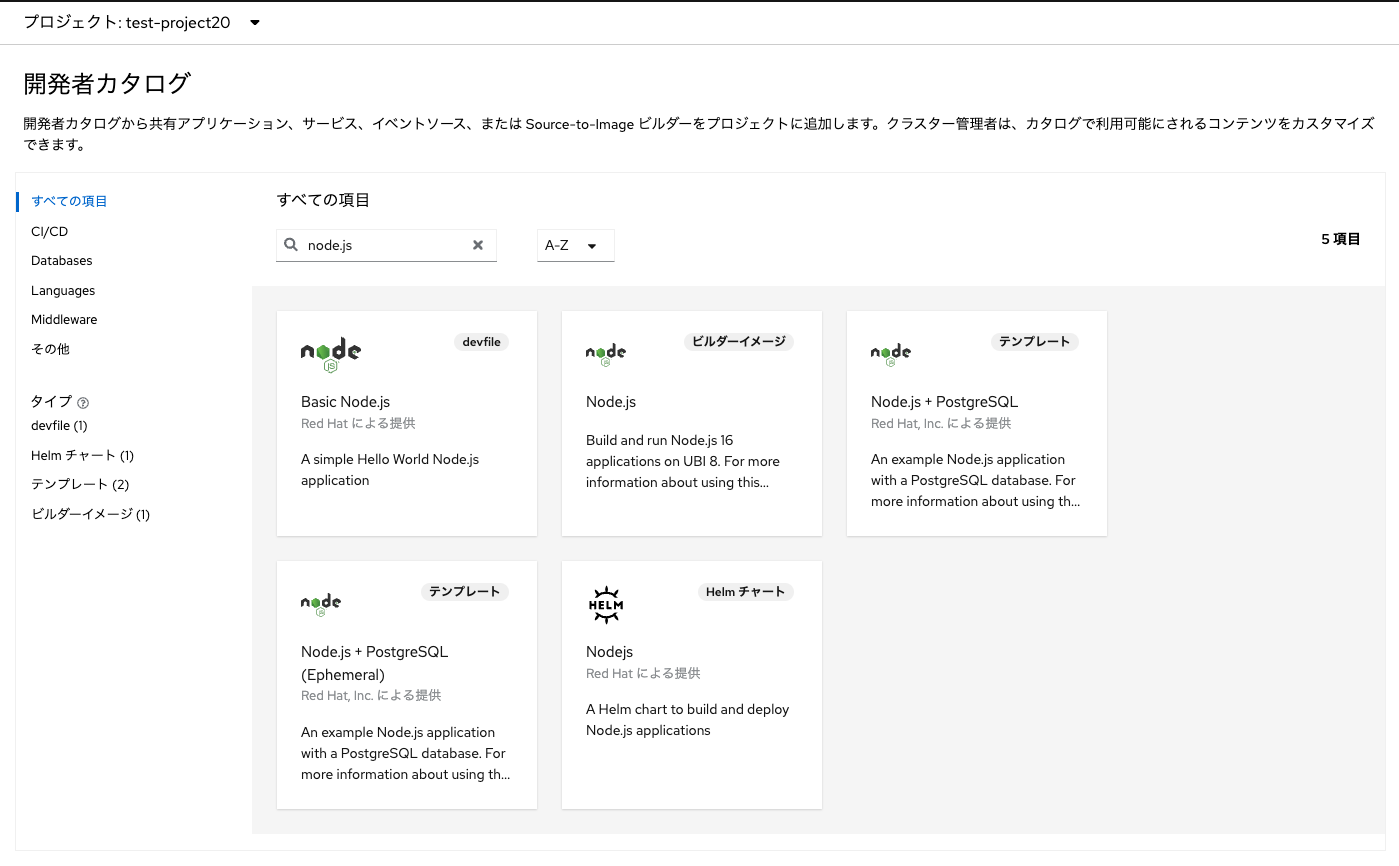 プロジェクト: test-project20
開発者カタログ
開発者カタログから共有アプリケーション、サービス、イベントソース、または Source-to-Image ビルダーをプロジェクトに追加します。クラスター管理者は、カタログで利用可能にされるコンテンツをカスタマイズ
できます。
すべての項目
CI/CD
Databases
Languages
Middleware
その他
タイプ
devfile (1)
Helm チャート (1)
テンプレート (2)
ビルダーイメージ (1)
すべての項目
node.js
A-Z
5 項目
node
JS
devfile
Basic Node.js
Red Hat による提供
A simple Hello World Node.js
application
node
JS
ビルダーイメージ
Node.js
Build and run Node.js 16
applications on UBI 8. For more
information about using this...
node
JS
テンプレート
Node.js + PostgreSQL
Red Hat, Inc. による提供
An example Node.js application
with a PostgreSQL database. For
more information about using th...
node
JS
テンプレート
Node.js + PostgreSQL
(Ephemeral)
Red Hat, Inc. による提供
An example Node.js application
with a PostgreSQL database. For
more information about using th...
HELM
Helm チャート
Nodejs
Red Hat による提供
A Helm chart to build and deploy
Node.js applications